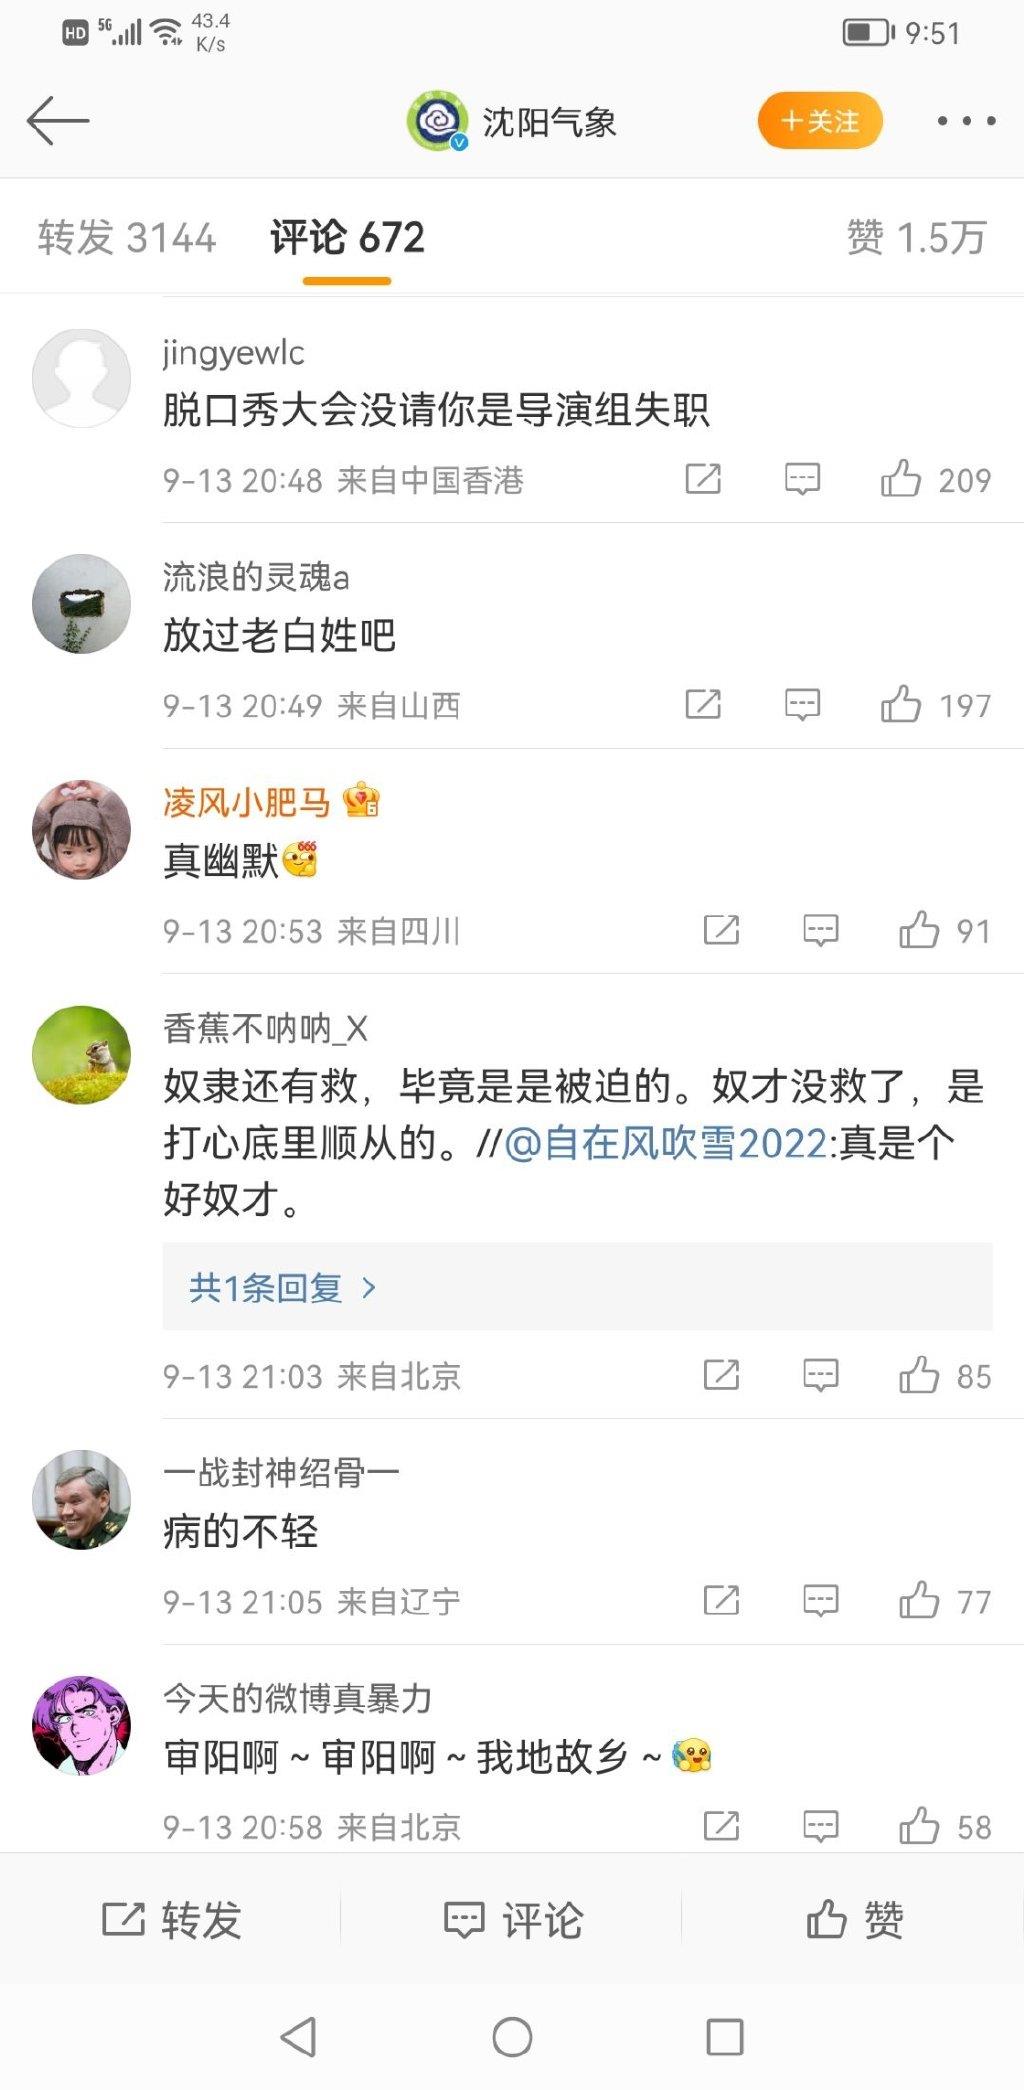 HD 5G 43.4 K/s 9:51
沈阳气象 +关注
转发 3144 评论 672 赞 1.5万
jingyewlc
脱口秀大会没请你是导演组失职
9-13 20:48 来自中国香港 209
流浪的灵魂a
放过老白姓吧
9-13 20:49 来自山西 197
凌风小肥马 6
真幽默 666
9-13 20:53 来自四川 91
香蕉不呐呐_X
奴隶还有救，毕竟是是被迫的。奴才没救了，是
打心底里顺从的。//@自在风吹雪2022:真是个
好奴才。
共1条回复 >
9-13 21:03 来自北京 85
一战封神绍骨一
病的不轻
9-13 21:05 来自辽宁 77
今天的微博真暴力
审阳啊～审阳啊～我地故乡～
9-13 20:58 来自北京 58
转发 评论 赞